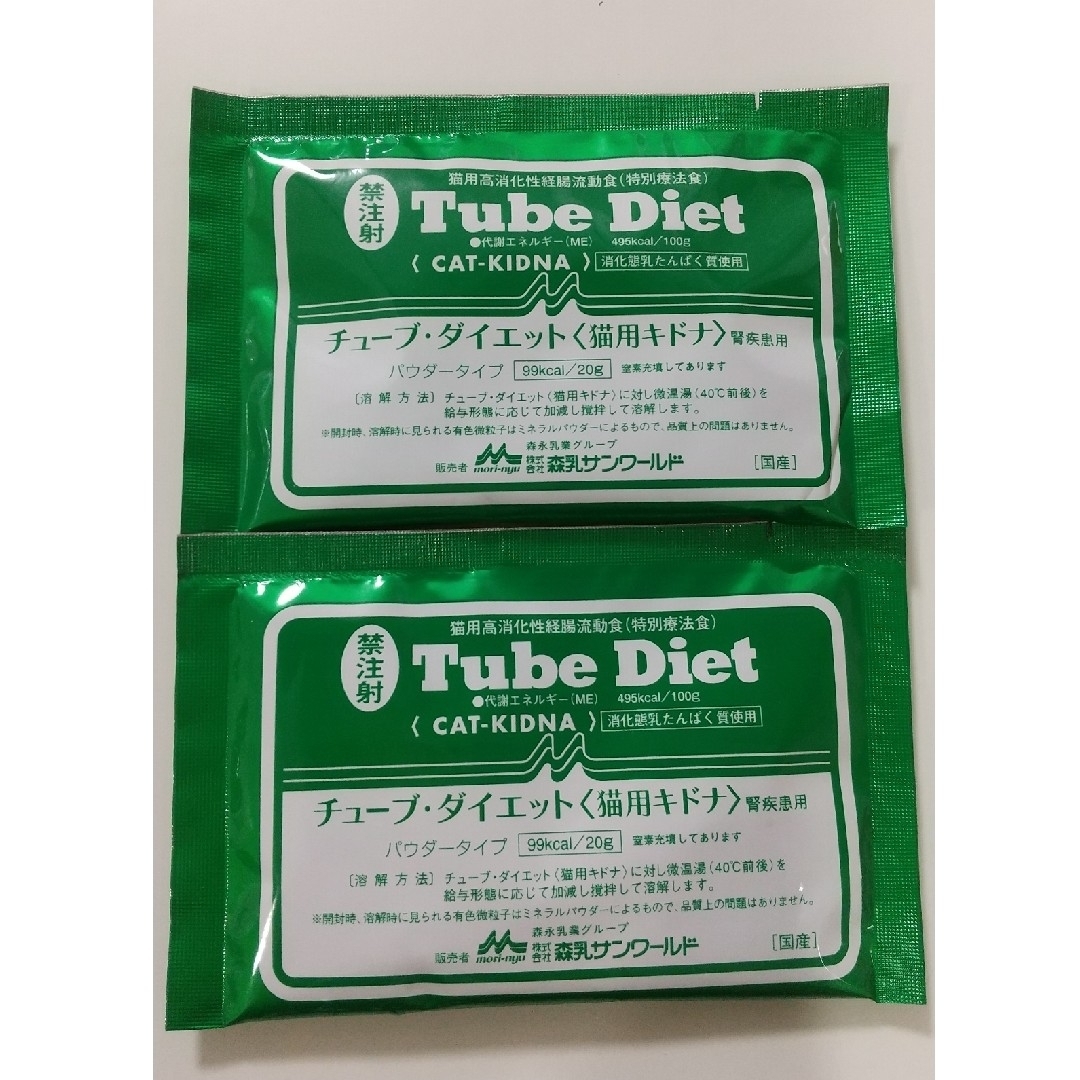 禁注射
猫用高消化性経腸流動食(特別療法食)
Tube Diet
●代謝エネルギー(ME) 495kcal/100g
〈 CAT-KIDNA 〉 消化態乳たんぱく質使用
チューブ・ダイエット〈猫用キドナ〉腎疾患用
パウダータイプ 99kcal/20g 窒素充填してあります
〔溶解方法〕チューブ・ダイエット〈猫用キドナ〉に対し微温湯(40℃前後)を
給与形態に応じて加減し撹拌して溶解します。
※開封時、溶解時に見られる有色微粒子はミネラルパウダーによるもので、品質上の問題はありません。
森永乳業グループ
販売者 mori-nyu 株式会社 森乳サンワールド [国産]
禁注射
猫用高消化性経腸流動食(特別療法食)
Tube Diet
●代謝エネルギー(ME) 495kcal/100g
〈 CAT-KIDNA 〉 消化態乳たんぱく質使用
チューブ・ダイエット〈猫用キドナ〉腎疾患用
パウダータイプ 99kcal/20g 窒素充填してあります
〔溶解方法〕チューブ・ダイエット〈猫用キドナ〉に対し微温湯(40℃前後)を
給与形態に応じて加減し撹拌して溶解します。
※開封時、溶解時に見られる有色微粒子はミネラルパウダーによるもので、品質上の問題はありません。
森永乳業グループ
販売者 mori-nyu 株式会社 森乳サンワールド [国産]